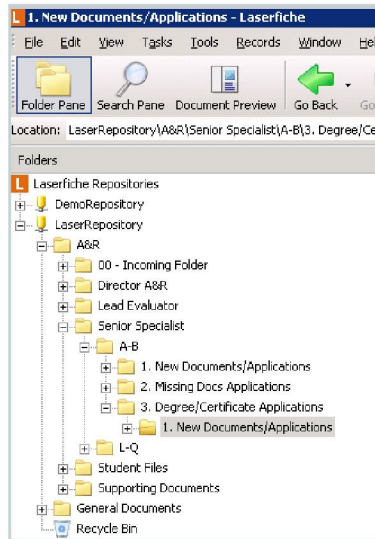 L 1. New Documents/Applications - Laserfiche
File Edit View Tasks Tools Records Window Hel
Folder Pane Search Pane Document Preview Go Back Go
Location: LaserRepository\A&R\Senior Specialist\A-B\3. Degree/Ce
Folders
L Laserfiche Repositories
DemoRepository
LaserRepository
A&R
00 - Incoming Folder
Director A&R
Lead Evaluator
Senior Specialist
A-B
1. New Documents/Applications
2. Missing Docs Applications
3. Degree/Certificate Applications
1. New Documents/Applications
L-Q
Student Files
Supporting Documents
General Documents
Recycle Bin